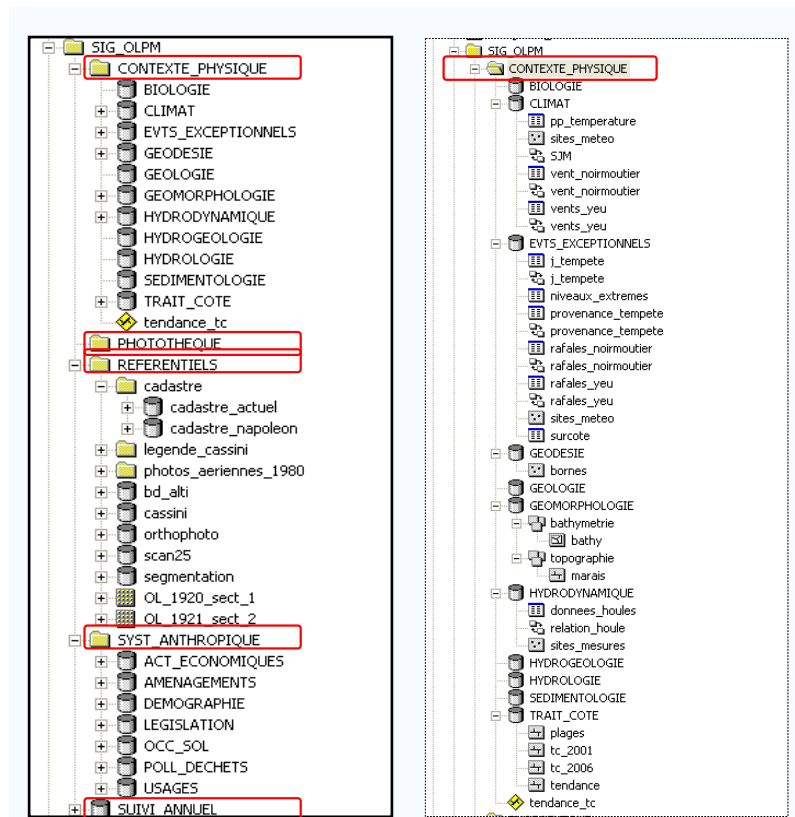 SIG_OLPM
CONTEXTE_PHYSIQUE
BIOLOGIE
CLIMAT
EVTS_EXCEPTIONNELS
GEODESIE
GEOLOGIE
GEOMORPHOLOGIE
HYDRODYNAMIQUE
HYDROGEOLOGIE
HYDROLOGIE
SEDIMENTOLOGIE
TRAIT_COTE
tendance_tc
PHOTOTHEQUE
REFERENTIELS
cadastre
cadastre_actuel
cadastre_napoleon
legende_cassini
photos_aeriennes_1980
bd_alti
cassini
orthophoto
scan25
segmentation
OL_1920_sect_1
OL_1921_sect_2
SYST_ANTHROPIQUE
ACT_ECONOMIQUES
AMENAGEMENTS
DEMOGRAPHIE
LEGISLATION
OCC_SOL
POLL_DECHETS
USAGES
SUIVI_ANNUEL
SIG_OLPM
CONTEXTE_PHYSIQUE
BIOLOGIE
CLIMAT
pp_temperature
sites_meteo
SJM
vent_noirmoutier
vent_noirmoutier
vents_yeu
vents_yeu
EVTS_EXCEPTIONNELS
j_tempete
j_tempete
niveaux_extremes
provenance_tempete
provenance_tempete
rafales_noirmoutier
rafales_noirmoutier
rafales_yeu
rafales_yeu
sites_meteo
surcote
GEODESIE
bornes
GEOLOGIE
GEOMORPHOLOGIE
bathymetrie
bathy
topographie
marais
HYDRODYNAMIQUE
donnees_houles
relation_houle
sites_mesures
HYDROGEOLOGIE
HYDROLOGIE
SEDIMENTOLOGIE
TRAIT_COTE
plages
tc_2001
tc_2006
tendance
tendance_tc